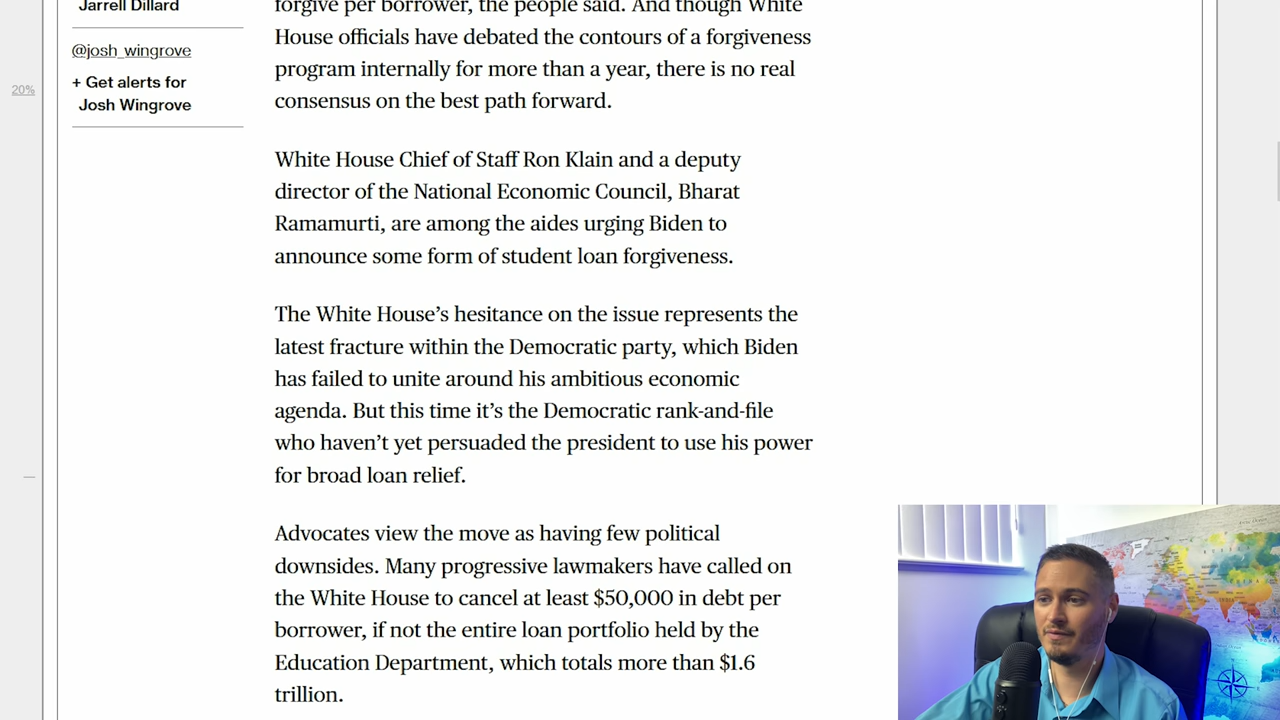 Jarrell Dillard
@josh_wingrove
+ Get alerts for
Josh Wingrove
20%
forgive per borrower, the people said. And though White
House officials have debated the contours of a forgiveness
program internally for more than a year, there is no real
consensus on the best path forward.
White House Chief of Staff Ron Klain and a deputy
director of the National Economic Council, Bharat
Ramamurti, are among the aides urging Biden to
announce some form of student loan forgiveness.
The White House’s hesitance on the issue represents the
latest fracture within the Democratic party, which Biden
has failed to unite around his ambitious economic
agenda. But this time it’s the Democratic rank-and-file
who haven’t yet persuaded the president to use his power
for broad loan relief.
Advocates view the move as having few political
downsides. Many progressive lawmakers have called on
the White House to cancel at least $50,000 in debt per
borrower, if not the entire loan portfolio held by the
Education Department, which totals more than $1.6
trillion.